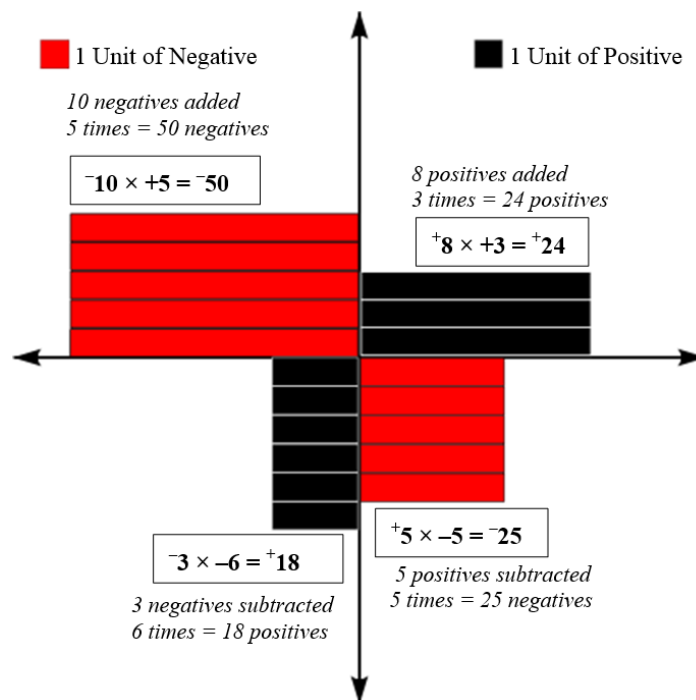 1 Unit of Negative
1 Unit of Positive
10 negatives added
5 times = 50 negatives
⁻10 × +5 = ⁻50
8 positives added
3 times = 24 positives
⁺8 × +3 = ⁺24
⁻3 × –6 = ⁺18
3 negatives subtracted
6 times = 18 positives
⁺5 × –5 = ⁻25
5 positives subtracted
5 times = 25 negatives